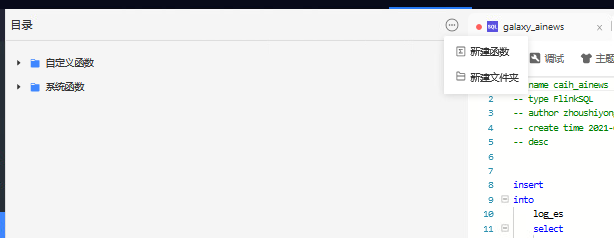 目录
自定义函数
系统函数
新建函数
新建文件夹
SQL galaxy_ainews
调试 主题
name caih_ainews
2 -- type FlinkSQL
3 -- author zhoushiyon
4 -- create time 2021-
5 -- desc
6
7
8 insert
9 into
10 log_es
11 select